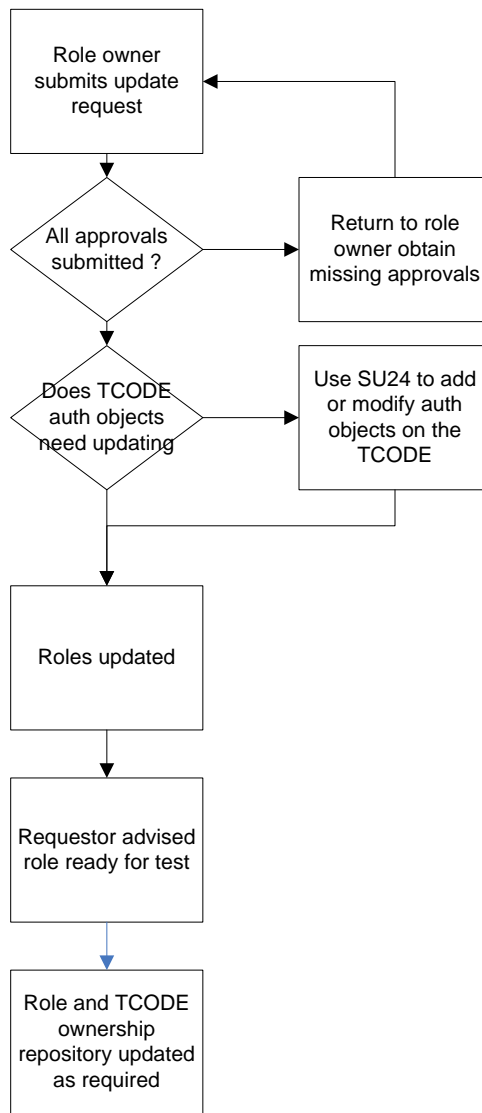 Role owner
submits update
request
All approvals
submitted ?
Return to role
owner obtain
missing approvals
Does TCODE
auth objects
need updating
Use SU24 to add
or modify auth
objects on the
TCODE
Roles updated
Requestor advised
role ready for test
Role and TCODE
ownership
repository updated
as required